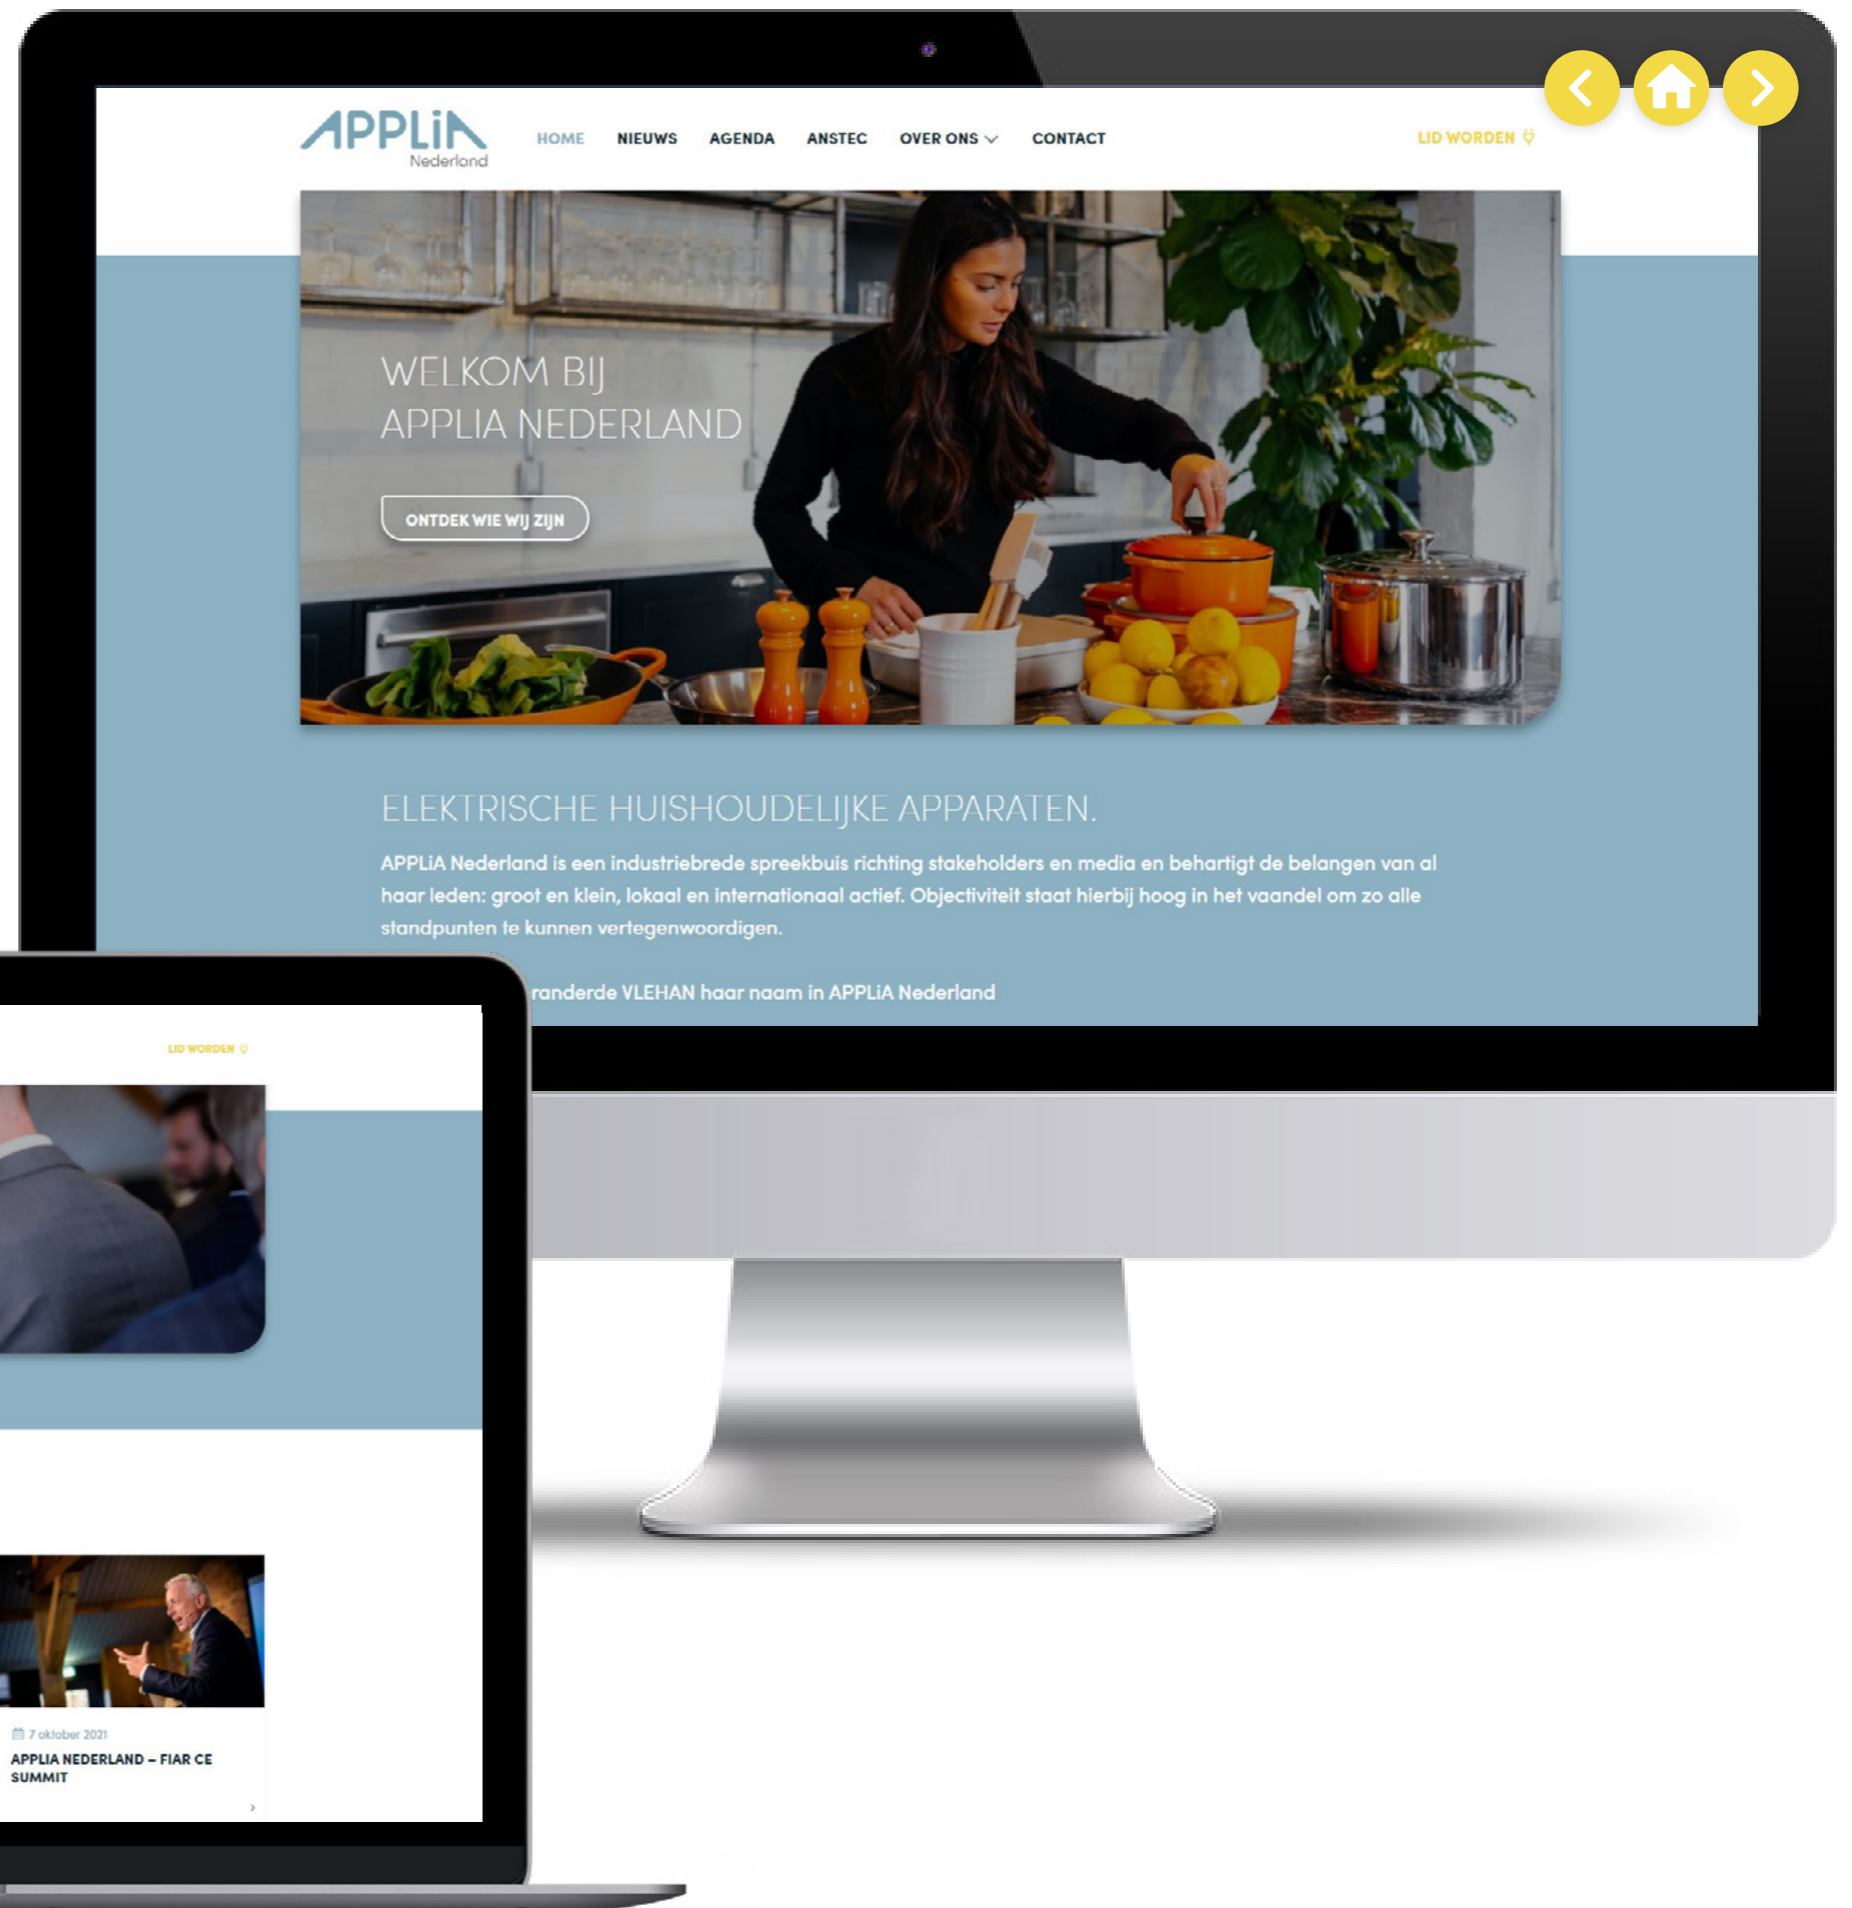 APPLiA
Nederland
HOME NIEUWS AGENDA ANSTEC OVER ONS CONTACT LID WORDEN
WELKOM BIJ
APPLIA NEDERLAND
ONTDEK WIE WIJ ZIJN
ELEKTRISCHE HUISHOUDELIJKE APPARATEN.
APPLiA Nederland is een industriebrede spreekbuis richting stakeholders en media en behartigt de belangen van al
haar leden: groot en klein, lokaal en internationaal actief. Objectiviteit staat hierbij hoog in het vaandel om zo alle
standpunten te kunnen vertegenwoordigen.
randerde VLEHAN haar naam in APPLiA Nederland
LID WORDEN
7 oktober 2021
APPLIA NEDERLAND – FIAR CE
SUMMIT